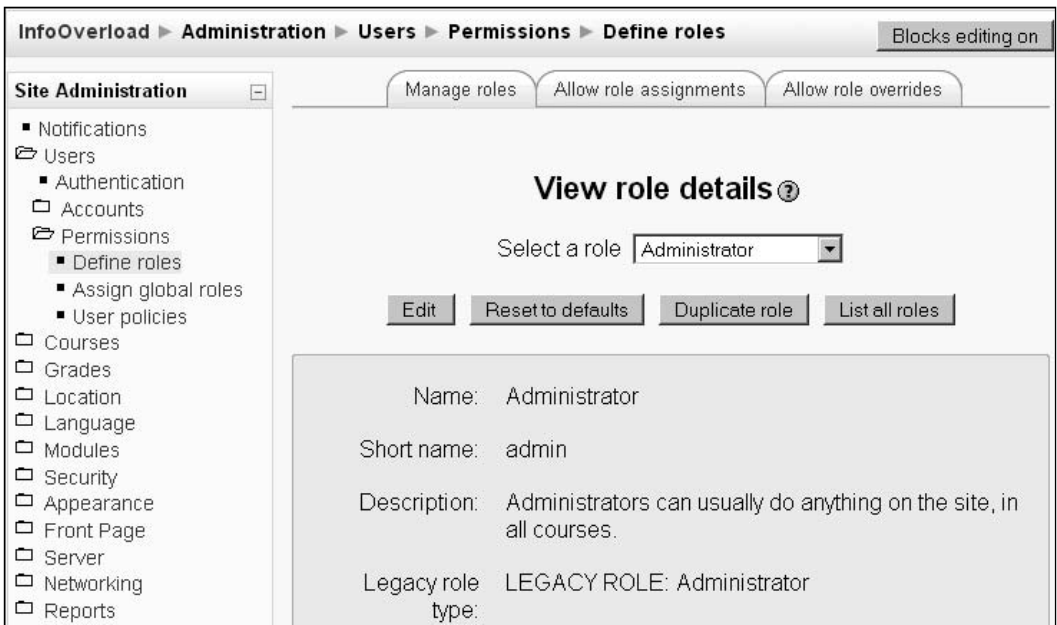 InfoOverload ► Administration ► Users ► Permissions ► Define roles
Blocks editing on
Site Administration
Notifications
Users
Authentication
Accounts
Permissions
Define roles
Assign global roles
User policies
Courses
Grades
Location
Language
Modules
Security
Appearance
Front Page
Server
Networking
Reports
Manage roles
Allow role assignments
Allow role overrides
View role details ?
Select a role Administrator
Edit
Reset to defaults
Duplicate role
List all roles
Name: Administrator
Short name: admin
Description: Administrators can usually do anything on the site, in
all courses.
Legacy role LEGACY ROLE: Administrator
type: